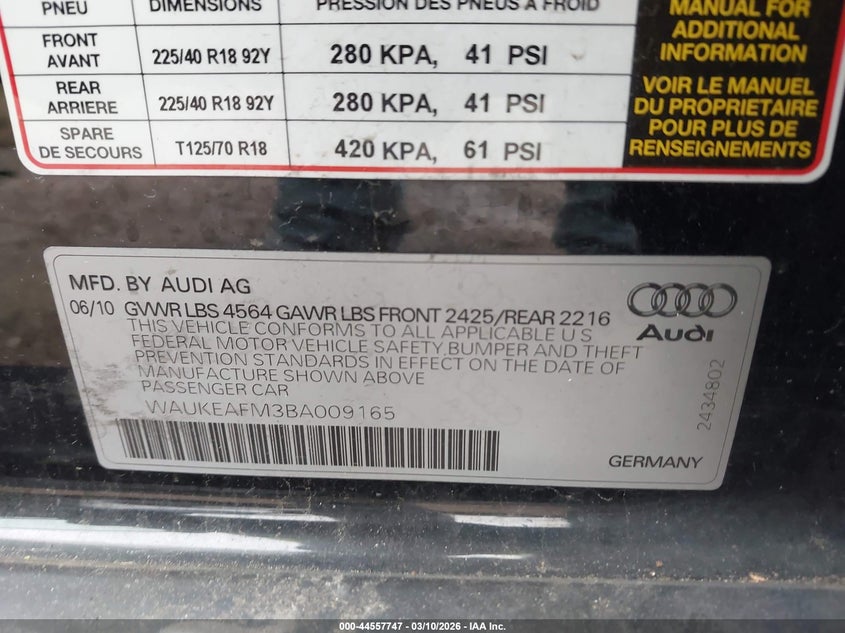 PNEU DIMENSIONS PRESSION DES PNEUS A FROID
MANUAL FOR
ADDITIONAL
INFORMATION
FRONT
AVANT
225/40 R18 92Y
280 KPA, 41 PSI
REAR
ARRIERE
225/40 R18 92Y
280 KPA, 41 PSI
SPARE
DE SECOURS
T125/70 R18
420 KPA, 61 PSI
VOIR LE MANUEL
DU PROPRIETAIRE
POUR PLUS DE
RENSEIGNEMENTS
MFD. BY AUDI AG
06/10 GVWR LBS 4564 GAWR LBS FRONT 2425/REAR 2216
THIS VEHICLE CONFORMS TO ALL APPLICABLE U S
FEDERAL MOTOR VEHICLE SAFETY,BUMPER AND THEFT
PREVENTION STANDARDS IN EFFECT ON THE DATE OF
MANUFACTURE SHOWN ABOVE
PASSENGER CAR
WAUKEAFM3BA009165
Audi
2434802
GERMANY
000-44557747 - 03/10/2026 - IAA Inc.